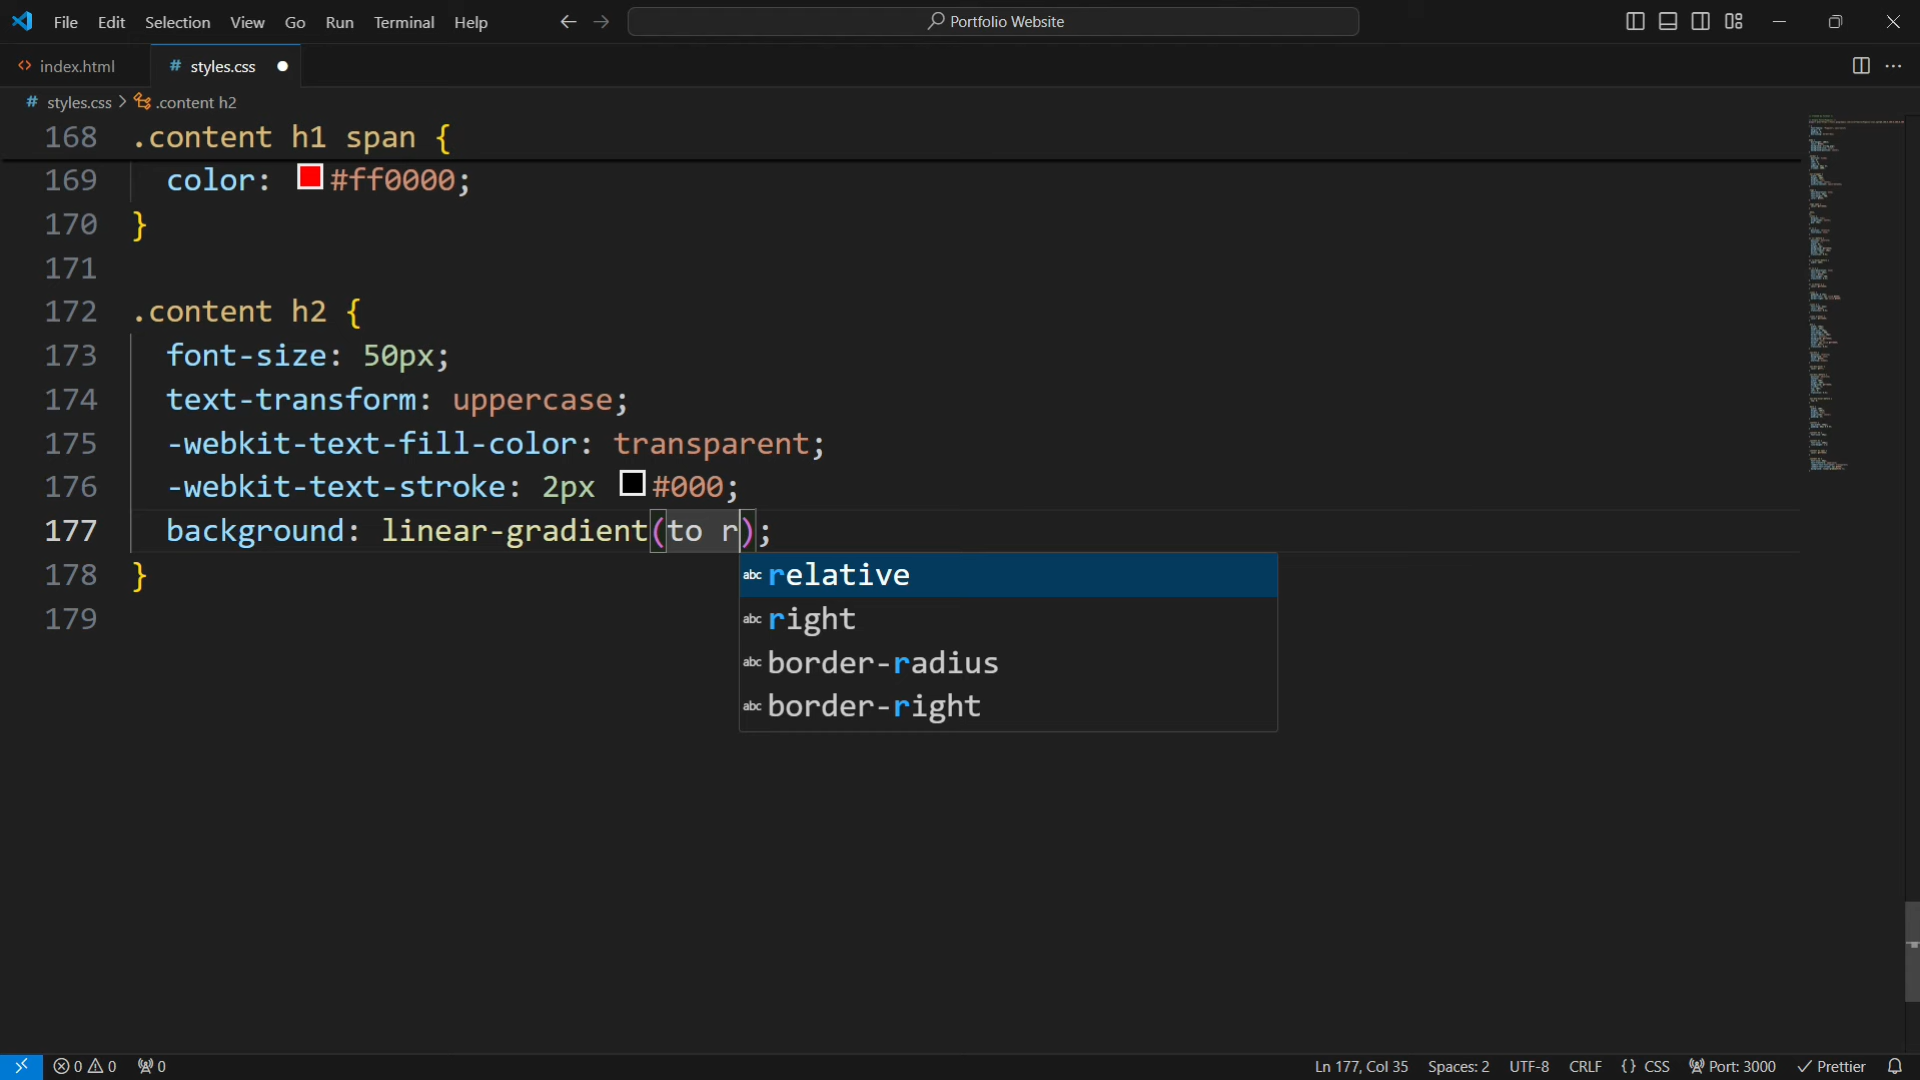 File Edit Selection View Go Run Terminal Help Portfolio Website
index.html # styles.css
# styles.css > .content h2
168 .content h1 span {
169 color: #ff0000;
170 }
171
172 .content h2 {
173 font-size: 50px;
174 text-transform: uppercase;
175 -webkit-text-fill-color: transparent;
176 -webkit-text-stroke: 2px #000;
177 background: linear-gradient(to r);
abc relative
178 }
abc right
179
abc border-radius
abc border-right
0 0 0 Ln 177, Col 35 Spaces: 2 UTF-8 CRLF {} CSS Port: 3000 Prettier